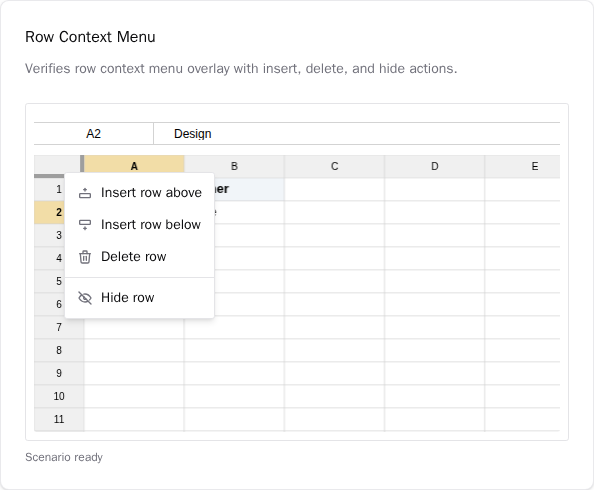 Row Context Menu
Verifies row context menu overlay with insert, delete, and hide actions.
A2 Design
A B C D E
1
Insert row above
2
Insert row below
3
4 Delete row
5
6 Hide row
7
8
9
10
11
Scenario ready